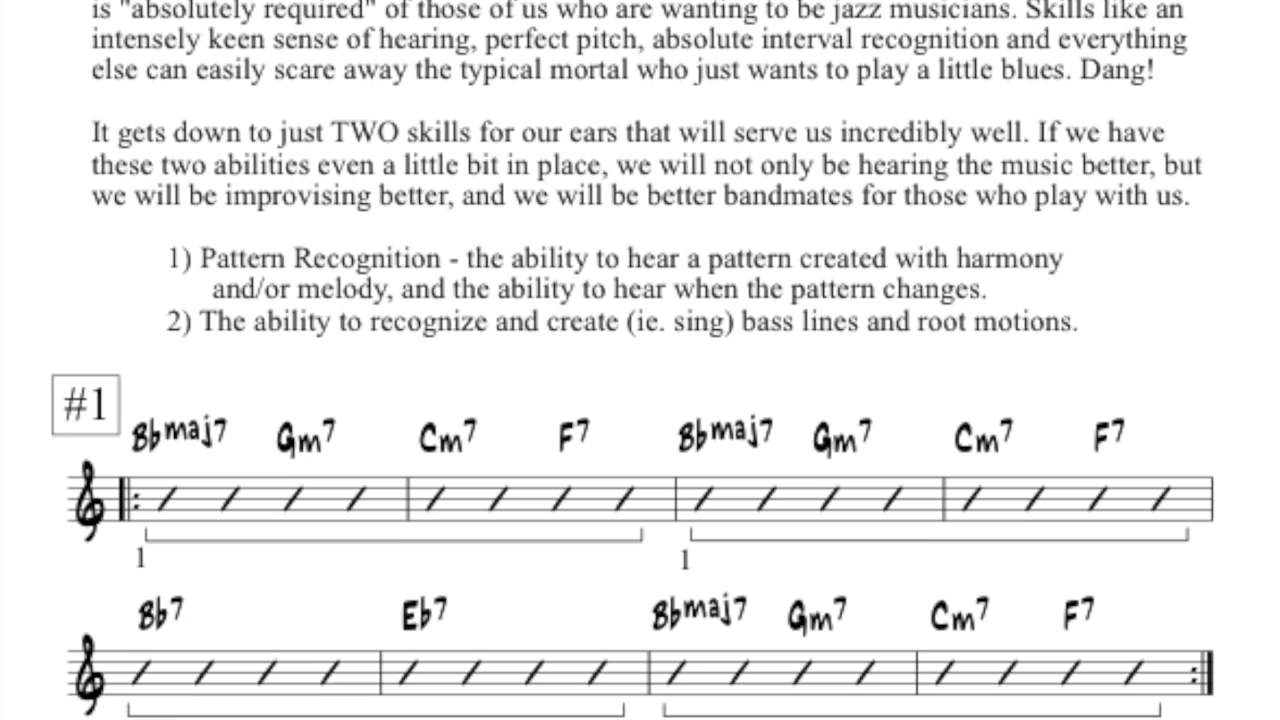 is "absolutely required" of those of us who are wanting to be jazz musicians. Skills like an
intensely keen sense of hearing, perfect pitch, absolute interval recognition and everything
else can easily scare away the typical mortal who just wants to play a little blues. Dang!
It gets down to just TWO skills for our ears that will serve us incredibly well. If we have
these two abilities even a little bit in place, we will not only be hearing the music better, but
we will be improvising better, and we will be better bandmates for those who play with us.
1) Pattern Recognition - the ability to hear a pattern created with harmony
and/or melody, and the ability to hear when the pattern changes.
2) The ability to recognize and create (ie. sing) bass lines and root motions.
#1
B♭maj7 Gm7 Cm7 F7 B♭maj7 Gm7 Cm7 F7
1 1
B♭7 E♭7 B♭maj7 Gm7 Cm7 F7